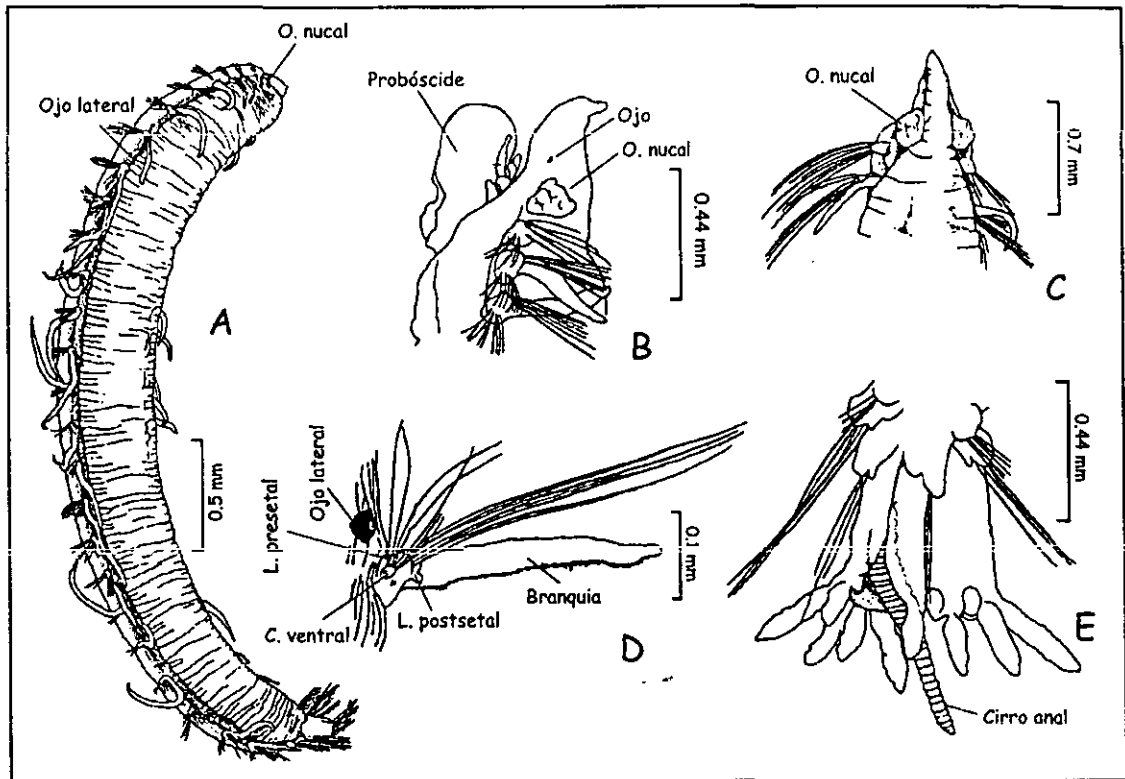 O. nucal
Ojo lateral
A
0.5 mm
Probóscide
Ojo
O. nucal
0.44 mm
B
O. nucal
0.7 mm
C
Ojo lateral
L. presetal
C. ventral
L. postsetal
Branquia
0.1 mm
D
0.44 mm
E
Cirro anal